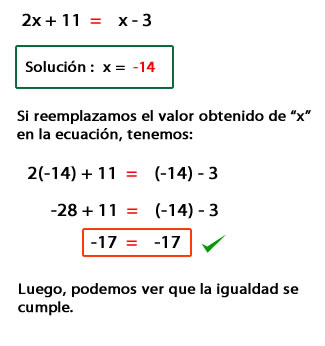 2x + 11 = x - 3
Solución : x = -14
Si reemplazamos el valor obtenido de “x”
en la ecuación, tenemos:
2(-14) + 11 = (-14) - 3
-28 + 11 = (-14) - 3
-17 = -17
Luego, podemos ver que la igualdad se
cumple.